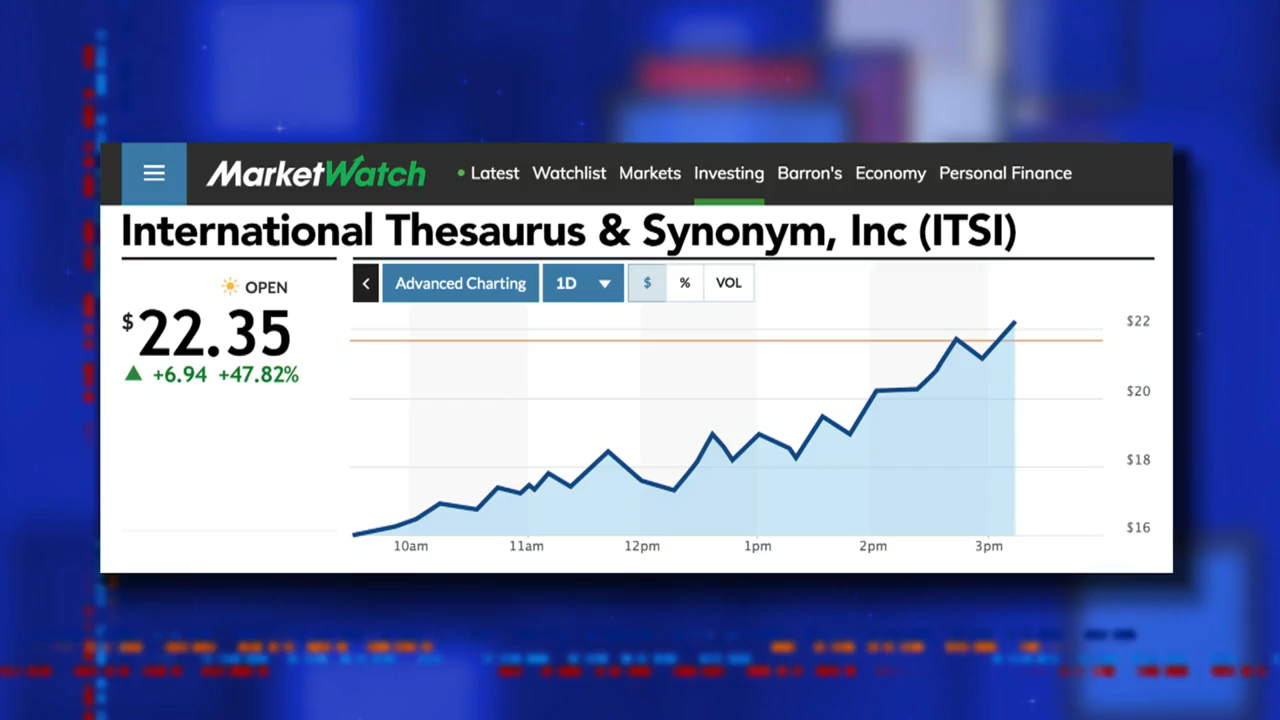 MarketWatch
• Latest Watchlist Markets Investing Barron's Economy Personal Finance
International Thesaurus & Synonym, Inc (ITSI)
OPEN
$22.35
+6.94 +47.82%
Advanced Charting 1D $ % VOL
$22
$20
$18
$16
10am 11am 12pm 1pm 2pm 3pm